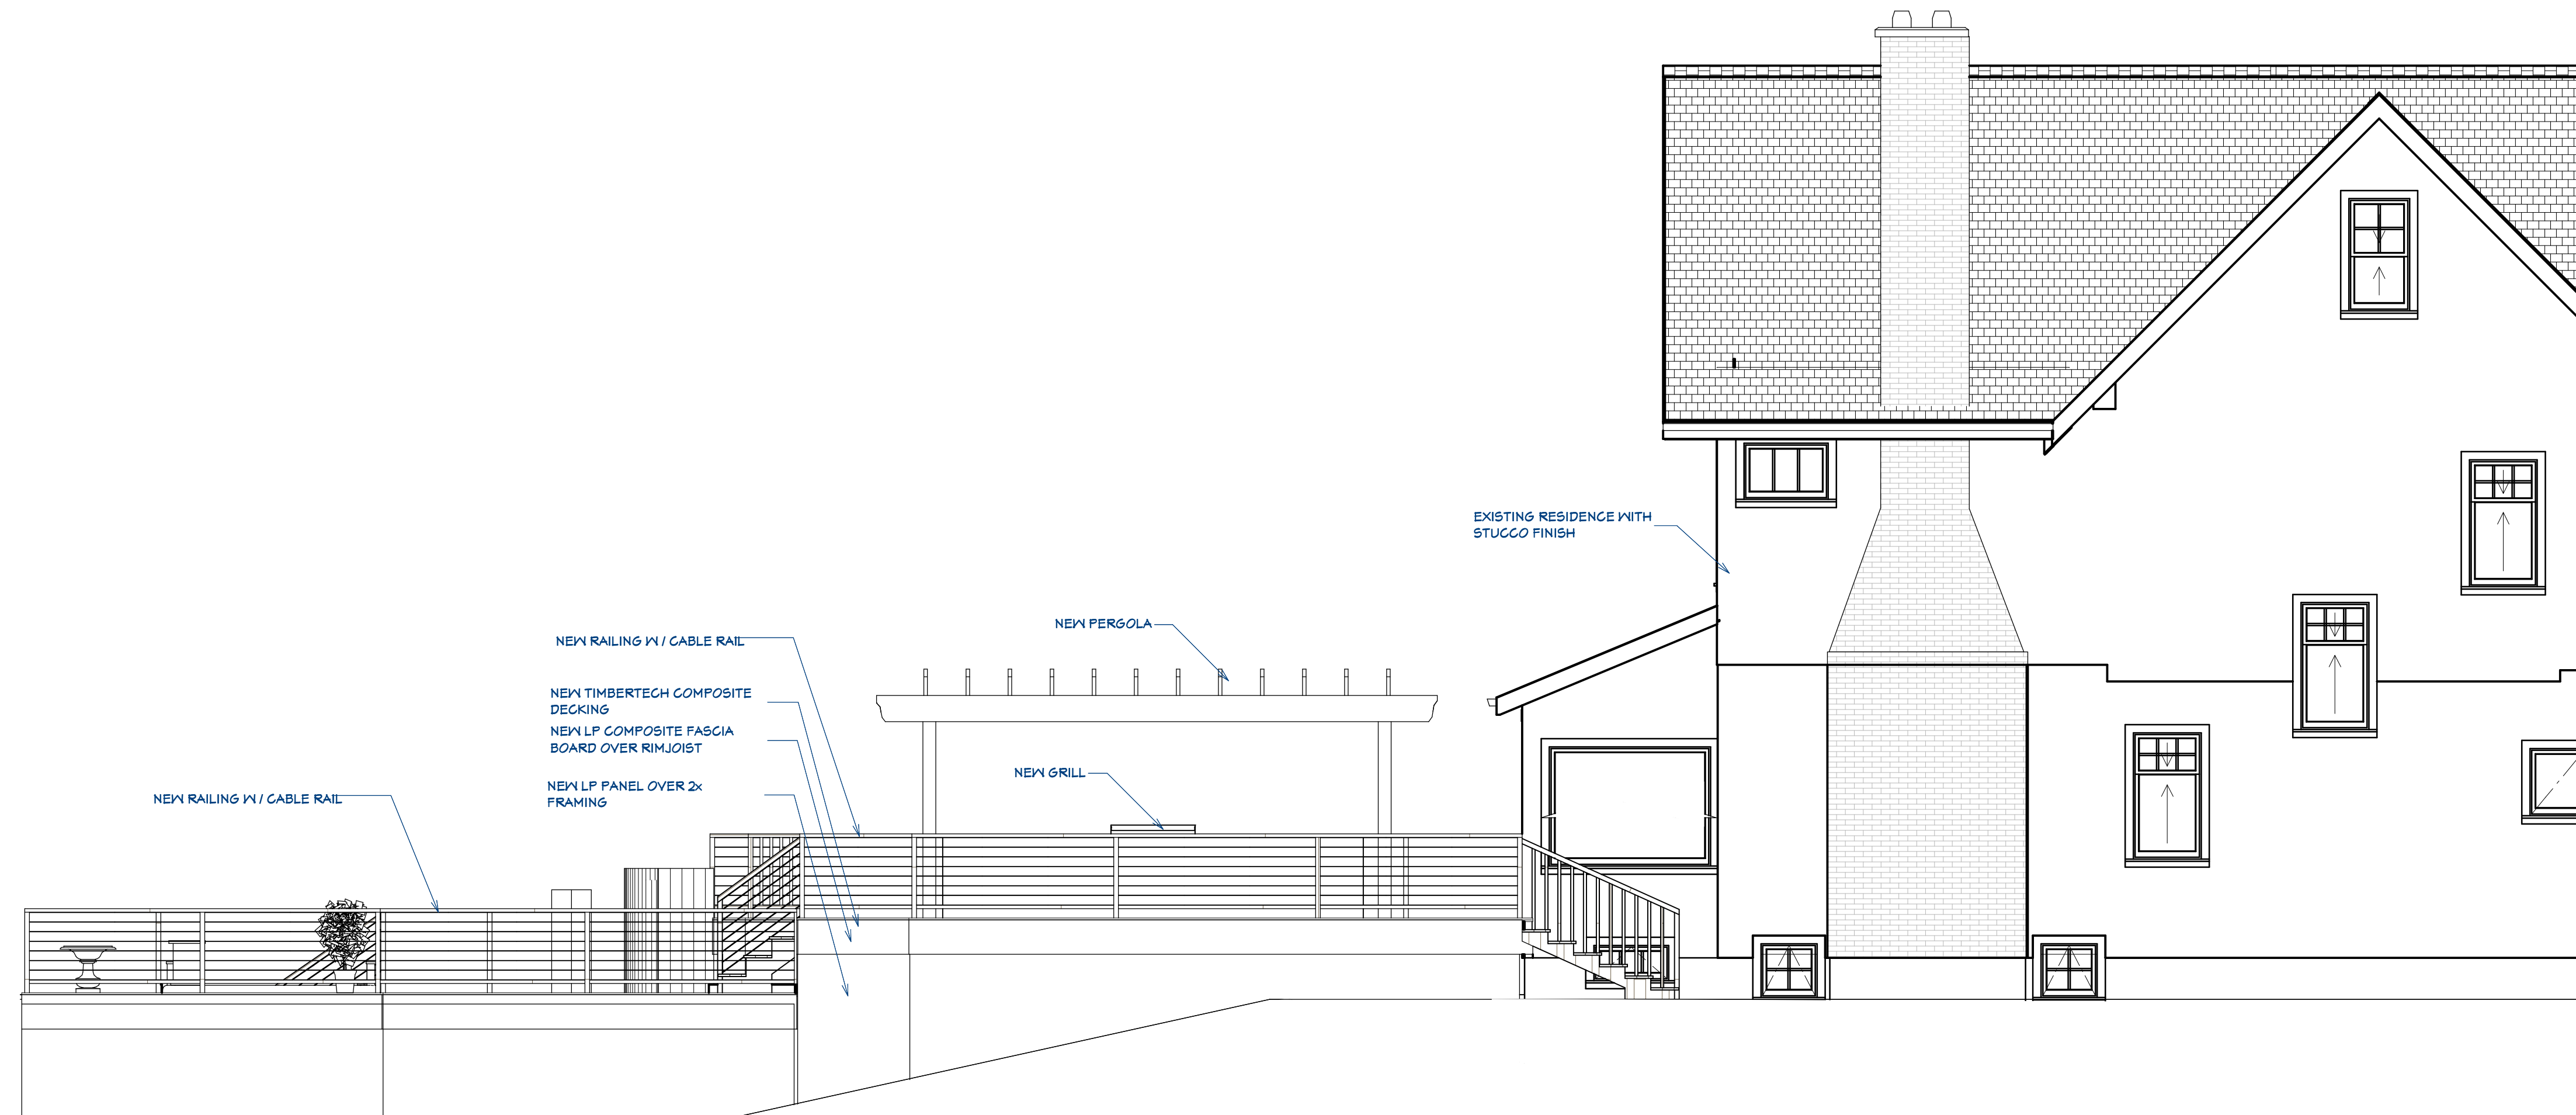 EXISTING RESIDENCE WITH
STUCCO FINISH
NEW PERGOLA
NEW RAILING W / CABLE RAIL
NEW TIMBERTECH COMPOSITE
DECKING
NEW LP COMPOSITE FASCIA
BOARD OVER RIMJOIST
NEW GRILL
NEW LP PANEL OVER 2x
FRAMING
NEW RAILING W / CABLE RAIL